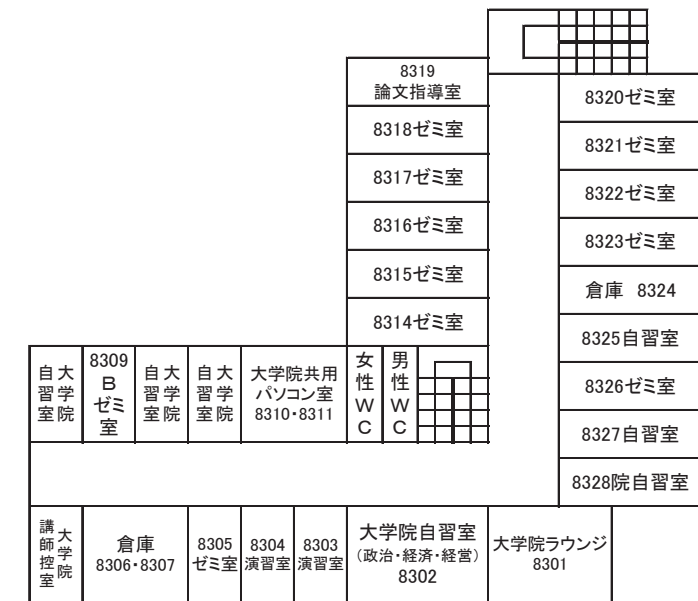 8319
論文指導室
8318ゼミ室
8317ゼミ室
8316ゼミ室
8315ゼミ室
8314ゼミ室
8320ゼミ室
8321ゼミ室
8322ゼミ室
8323ゼミ室
倉庫 8324
8325自習室
8326ゼミ室
8327自習室
8328院自習室
大学院
自習室
8309
B
ゼミ
室
大学院
自習室
大学院
自習室
大学院共用
パソコン室
8310・8311
女性WC
男性WC
大学院
講師控室
倉庫
8306・8307
8305
ゼミ室
8304
演習室
8303
演習室
大学院自習室
(政治・経済・経営)
8302
大学院ラウンジ
8301